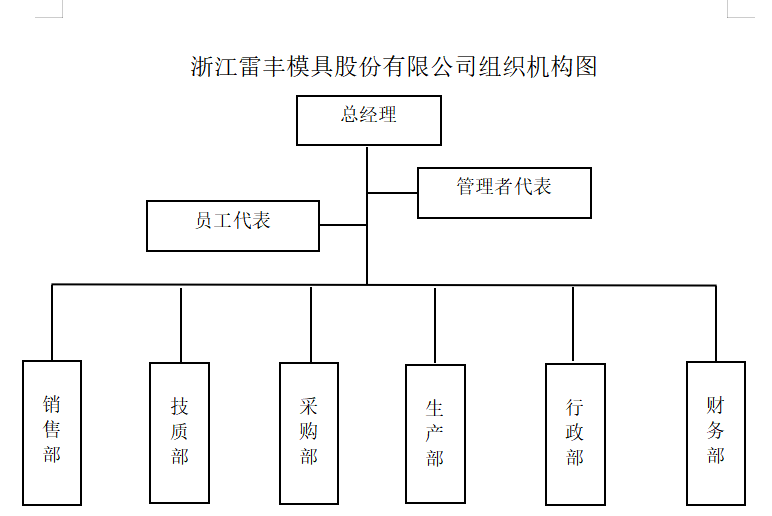 浙江雷丰模具股份有限公司组织机构图
总经理
管理者代表
员工代表
销售部
技质部
采购部
生产部
行政部
财务部